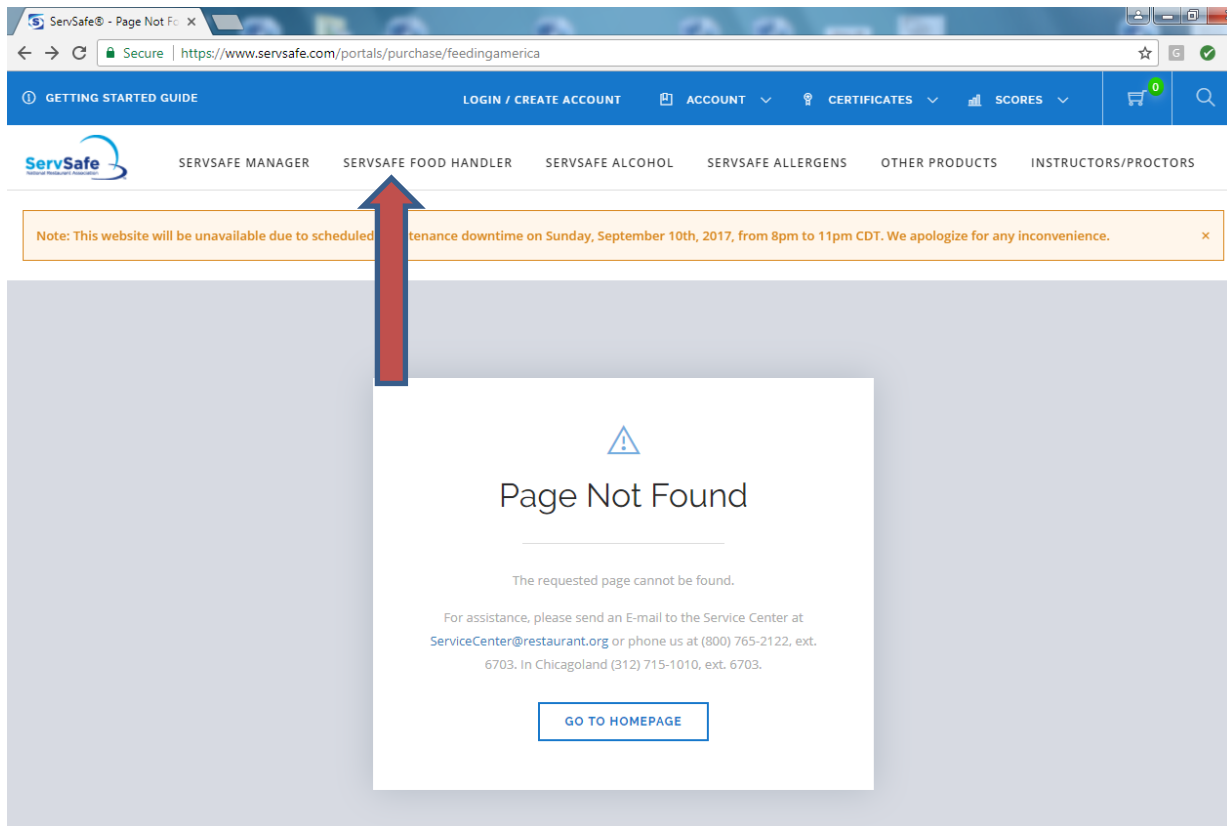 ServSafe® - Page Not Fo
Secure | https://www.servsafe.com/portals/purchase/feedingamerica
G
GETTING STARTED GUIDE
LOGIN / CREATE ACCOUNT
ACCOUNT
CERTIFICATES
SCORES
0
ServSafe
National Restaurant Association
SERVSAFE MANAGER
SERVSAFE FOOD HANDLER
SERVSAFE ALCOHOL
SERVSAFE ALLERGENS
OTHER PRODUCTS
INSTRUCTORS/PROCTORS
Note: This website will be unavailable due to scheduled tenance downtime on Sunday, September 10th, 2017, from 8pm to 11pm CDT. We apologize for any inconvenience. ×
Page Not Found
The requested page cannot be found.
For assistance, please send an E-mail to the Service Center at
ServiceCenter@restaurant.org or phone us at (800) 765-2122, ext.
6703. In Chicagoland (312) 715-1010, ext. 6703.
GO TO HOMEPAGE